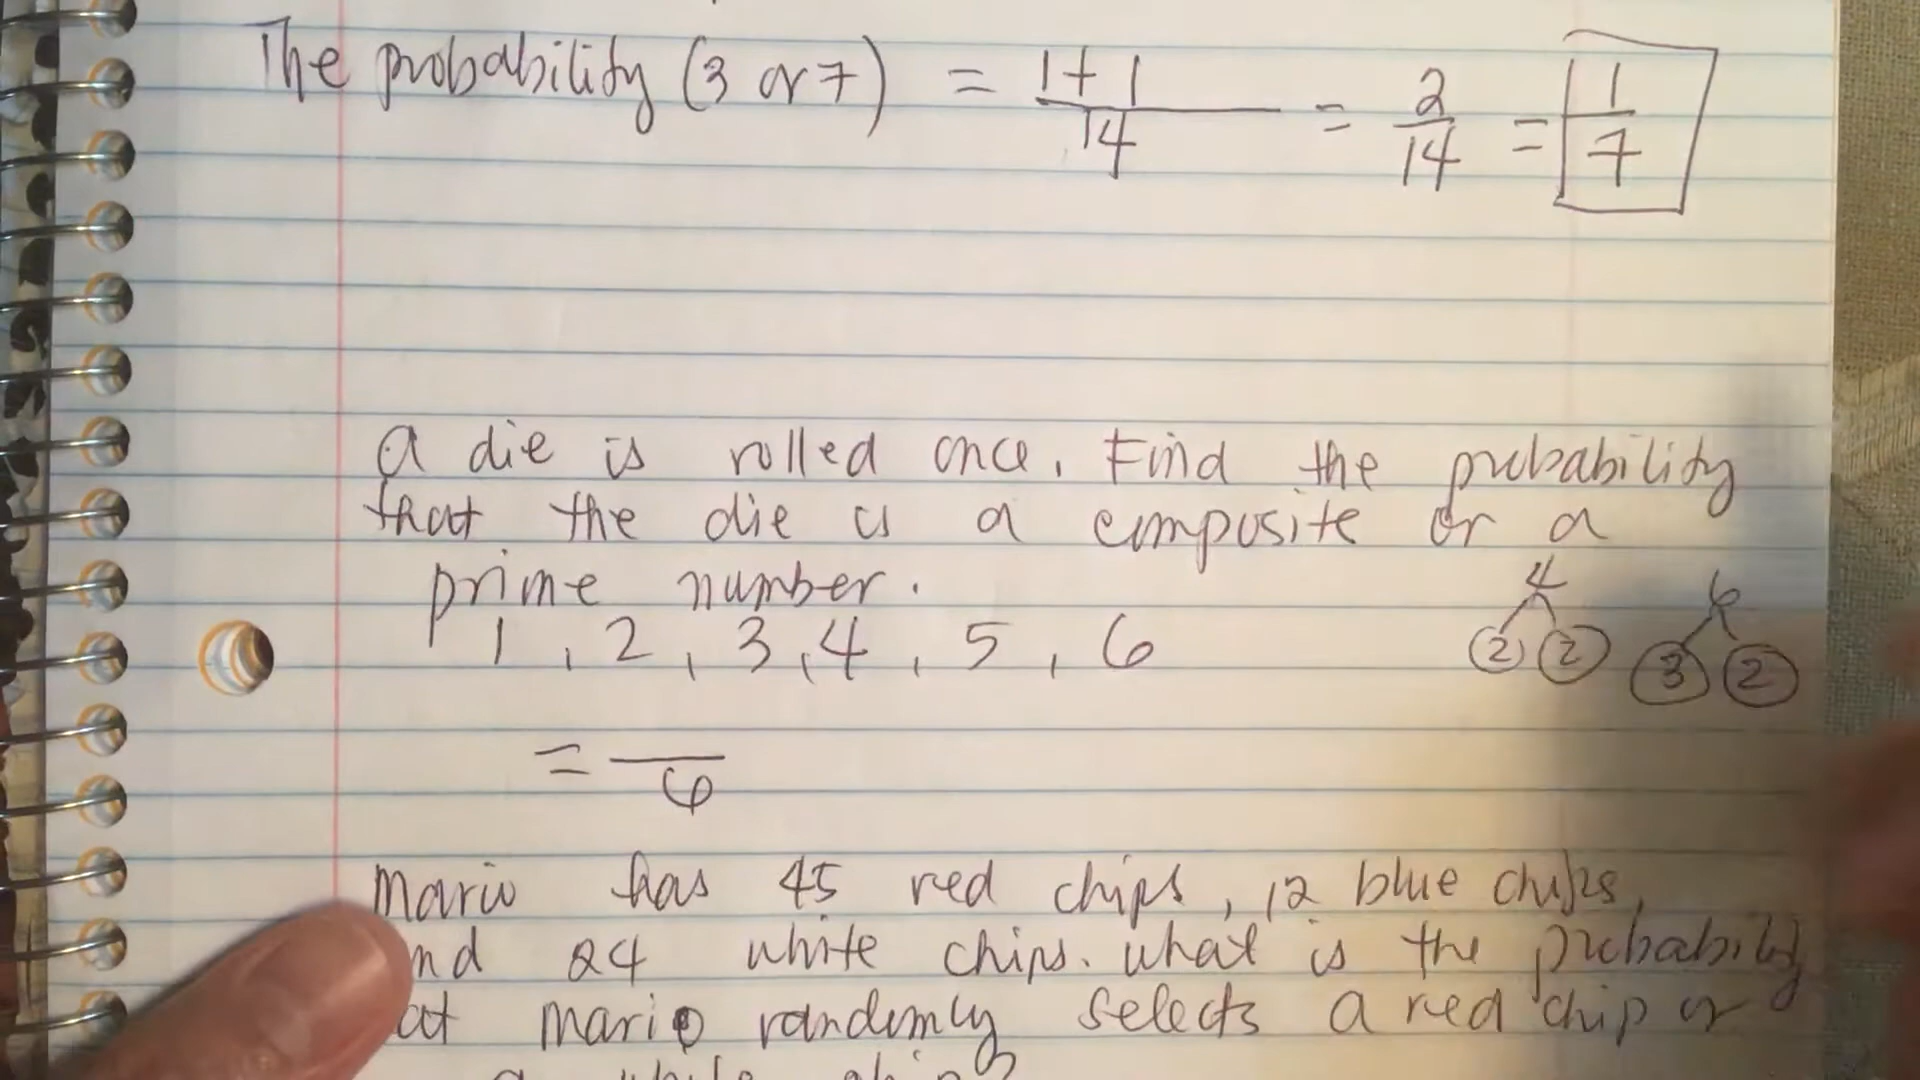 The probability (3 or 7) = 1+1/14 = 2/14 = 1/7
a die is rolled once. Find the probability
that the die is a composite or a
prime number.
4 6
1, 2, 3, 4, 5, 6
2 2 3 2
= /6
Mario has 45 red chips, 12 blue chips,
nd 24 white chips. what is the probability
at mario randomly selects a red chip or
a